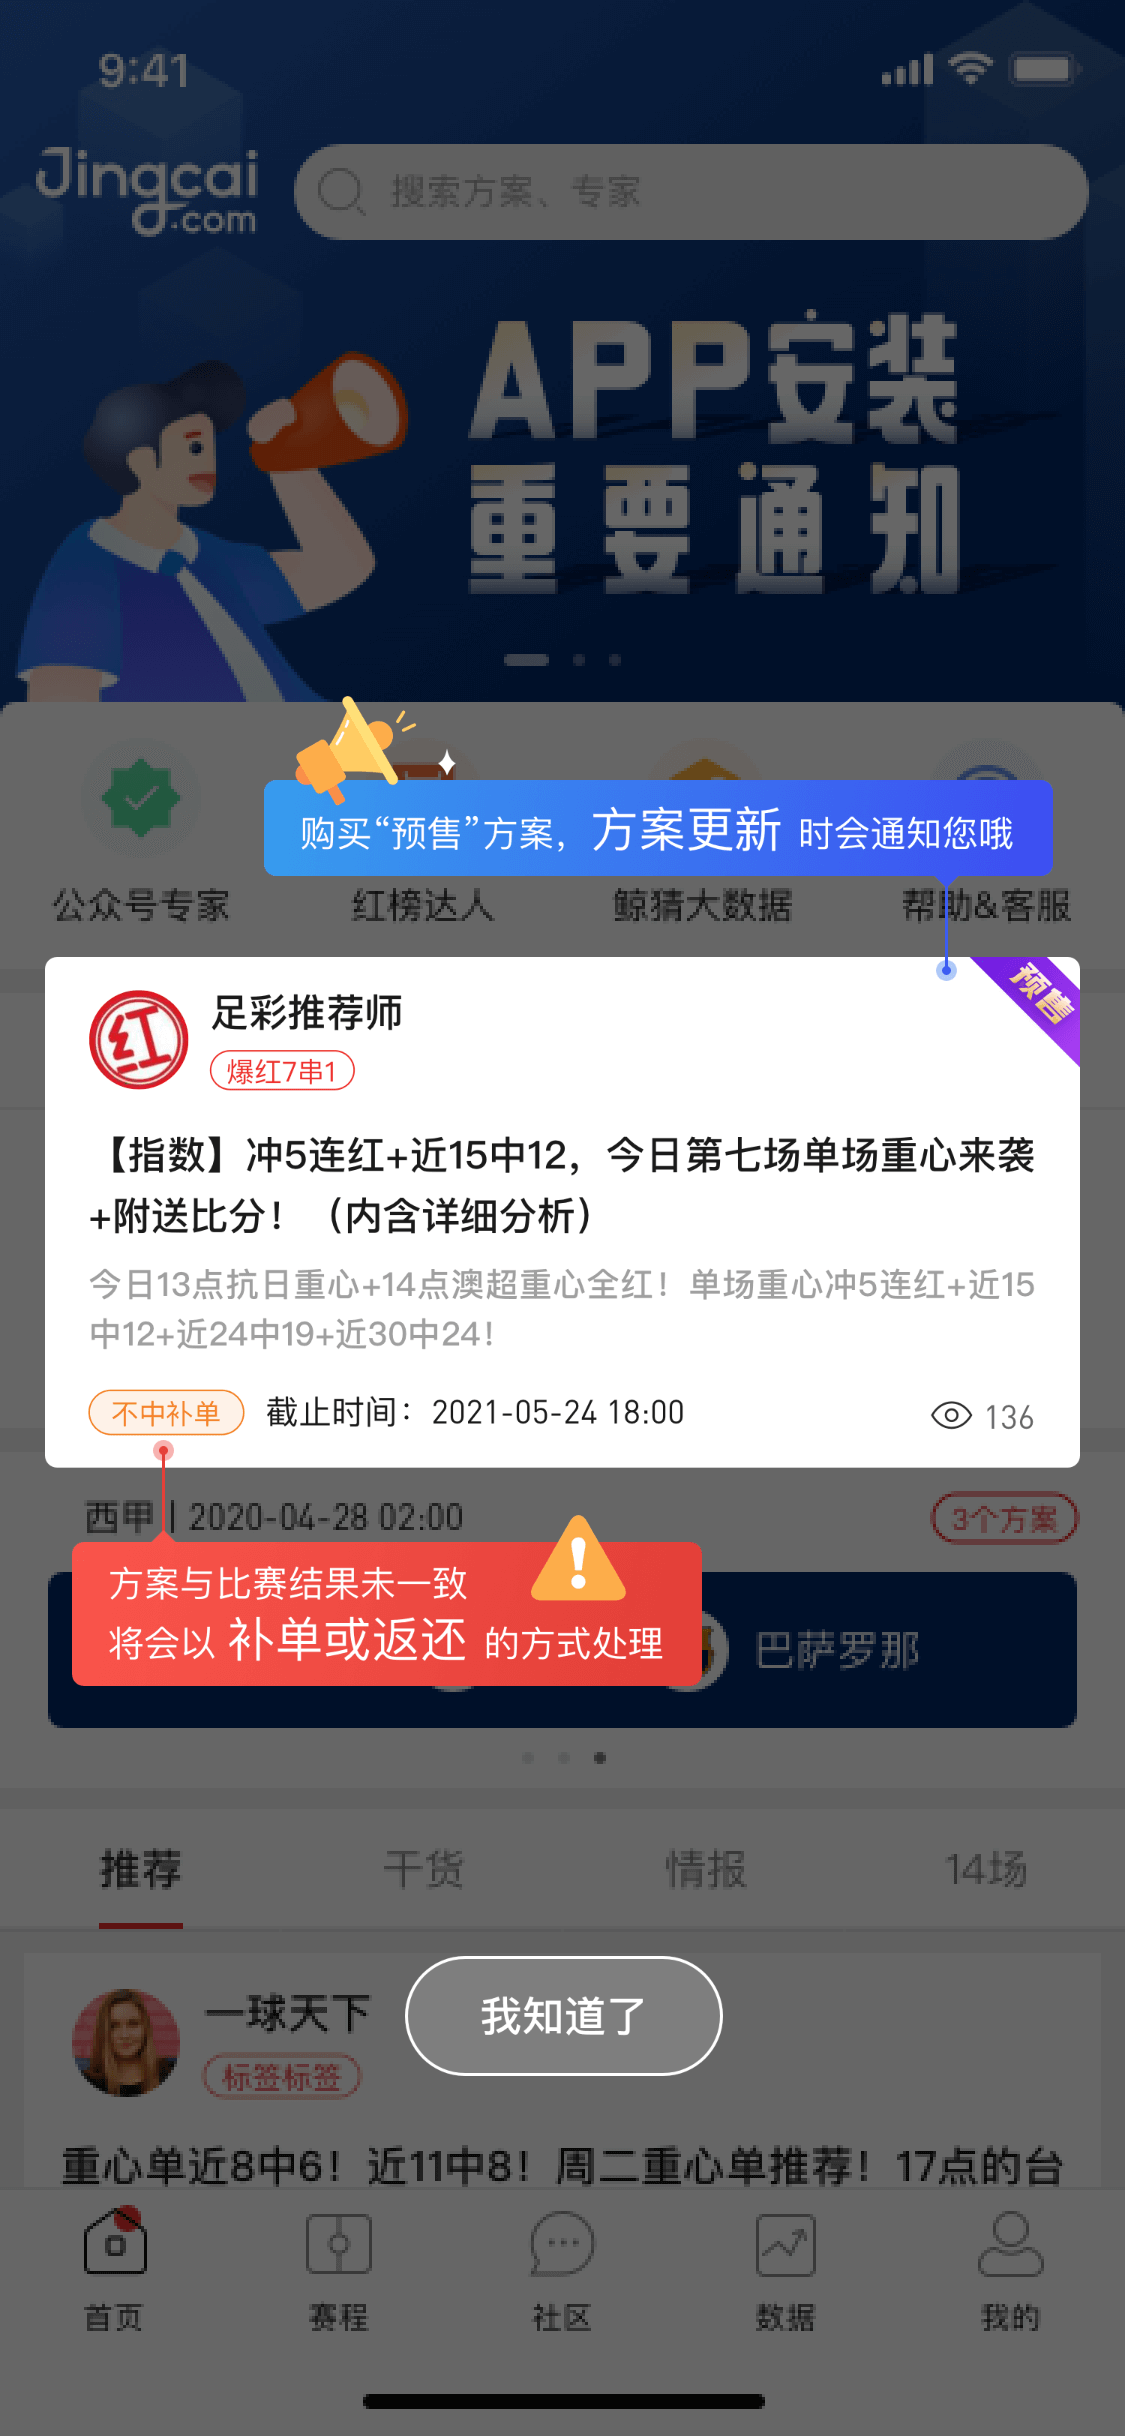 9:41
Jingcai
.com
搜索方案、专家
APP安装
重要通知
购买“预售”方案，方案更新 时会通知您哦
公众号专家
红榜达人
鲸猜大数据
帮助&客服
预售
红
足彩推荐师
爆红7串1
【指数】冲5连红+近15中12，今日第七场单场重心来袭
+附送比分！（内含详细分析）
今日13点抗日重心+14点澳超重心全红！单场重心冲5连红+近15
中12+近24中19+近30中24！
不中补单
截止时间：2021-05-24 18:00
136
西甲 | 2020-04-28 02:00
3个方案
方案与比赛结果未一致
将会以 补单或返还 的方式处理
巴萨罗那
推荐
干货
情报
14场
一球天下
标签标签
我知道了
重心单近8中6！近11中8！周二重心单推荐！17点的台
首页
赛程
社区
数据
我的